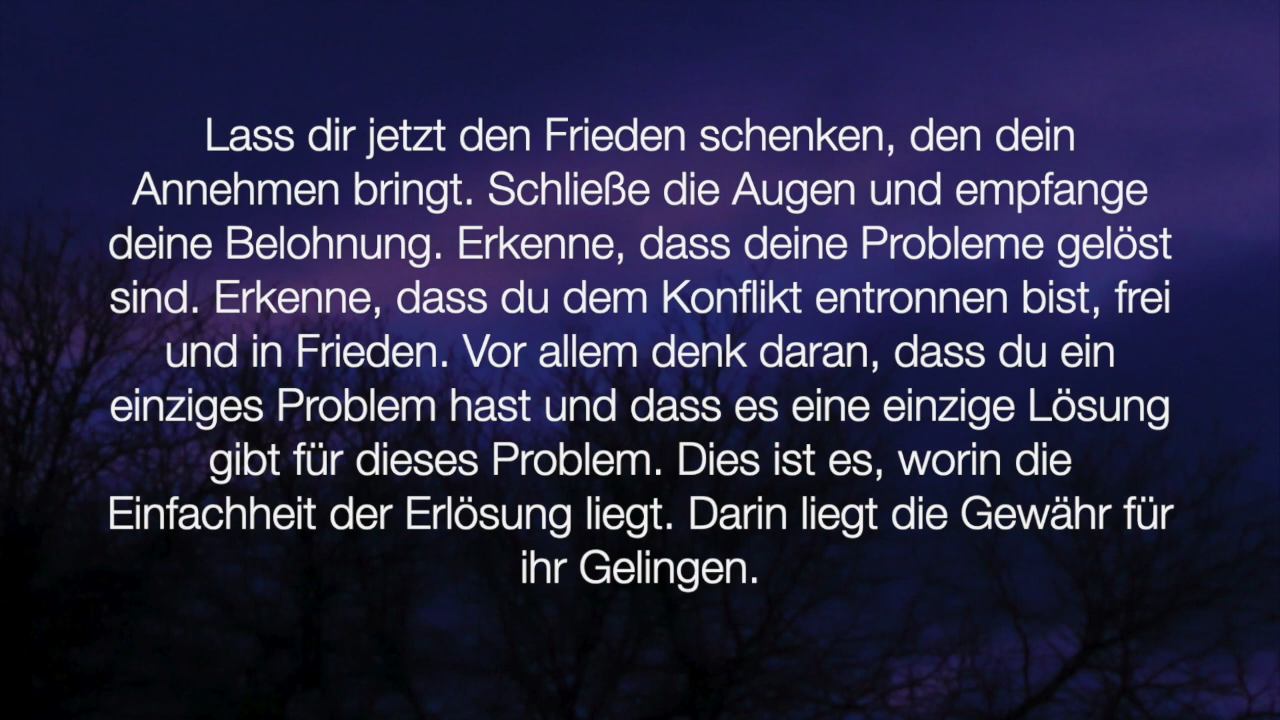 Lass dir jetzt den Frieden schenken, den dein
Annehmen bringt. Schließe die Augen und empfange
deine Belohnung. Erkenne, dass deine Probleme gelöst
sind. Erkenne, dass du dem Konflikt entronnen bist, frei
und in Frieden. Vor allem denk daran, dass du ein
einziges Problem hast und dass es eine einzige Lösung
gibt für dieses Problem. Dies ist es, worin die
Einfachheit der Erlösung liegt. Darin liegt die Gewähr für
ihr Gelingen.